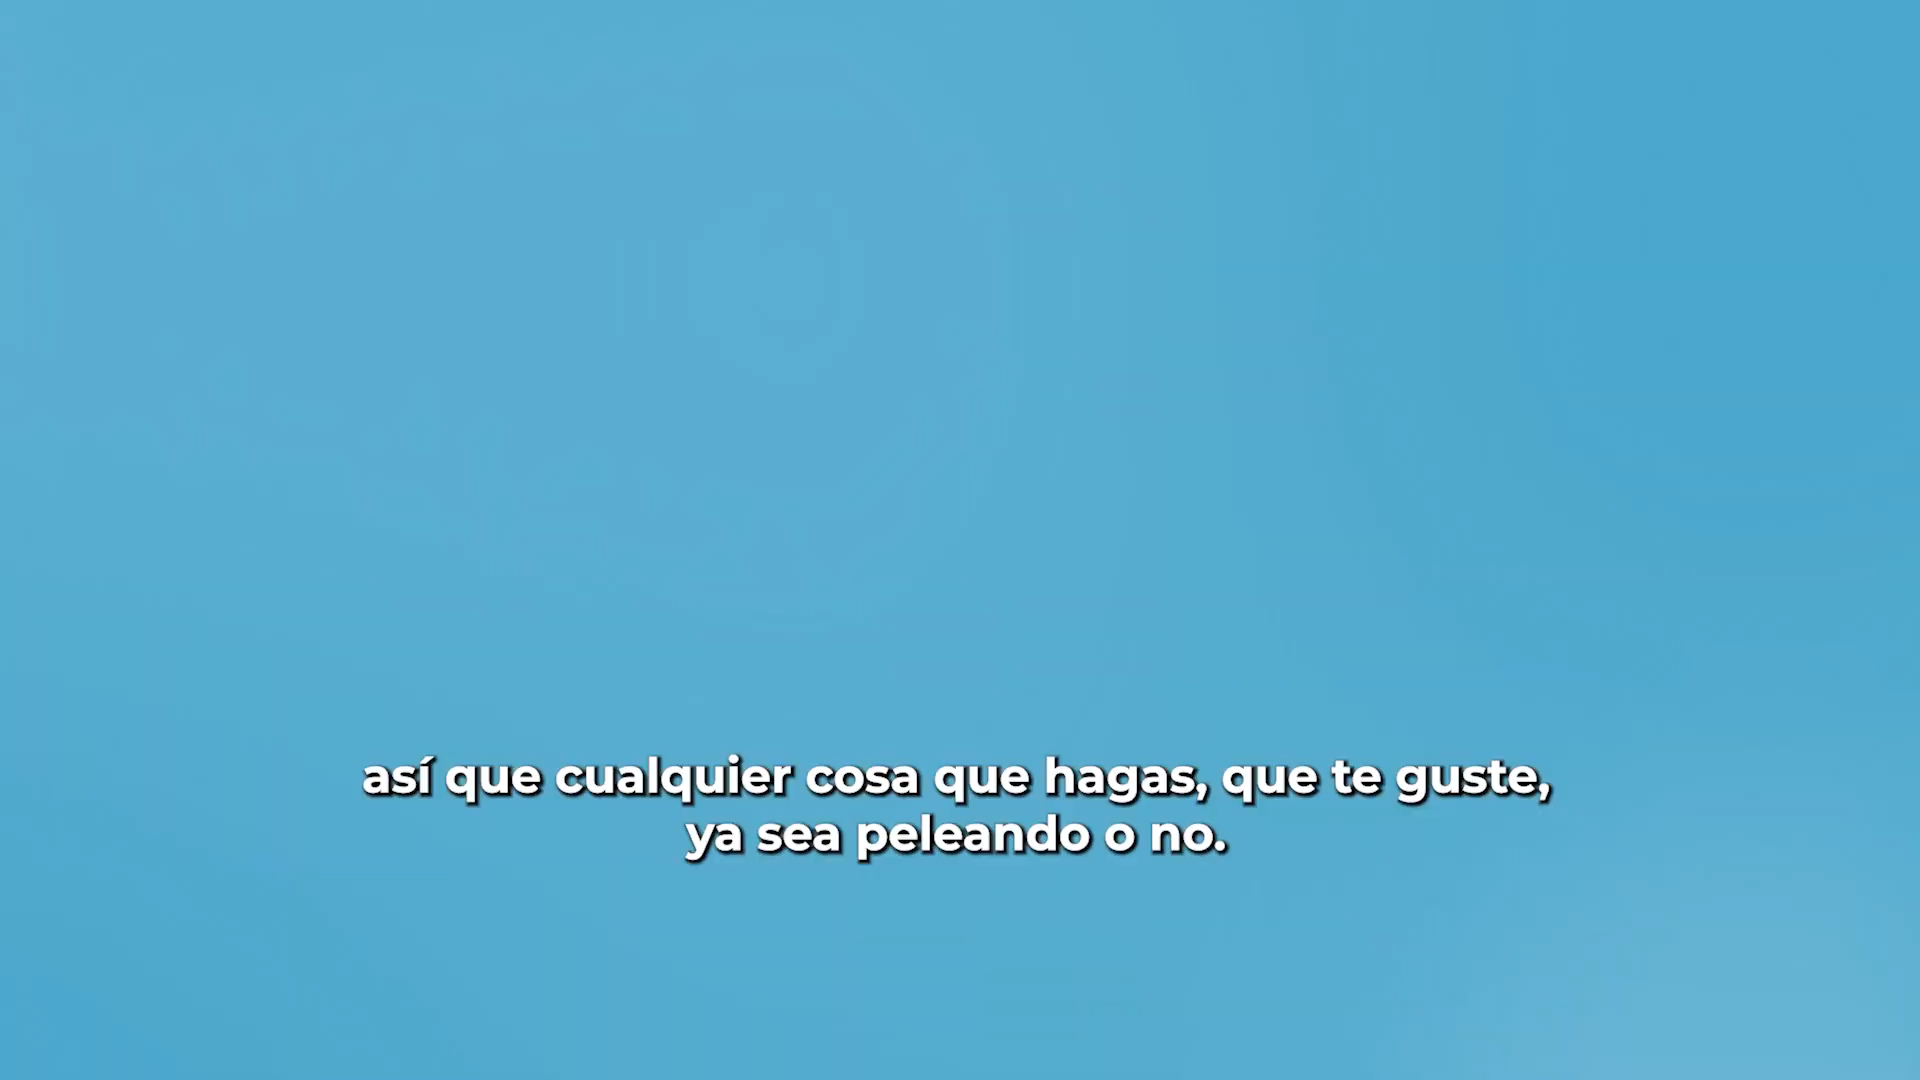 así que cualquier cosa que hagas, que te guste,
ya sea peleando o no.